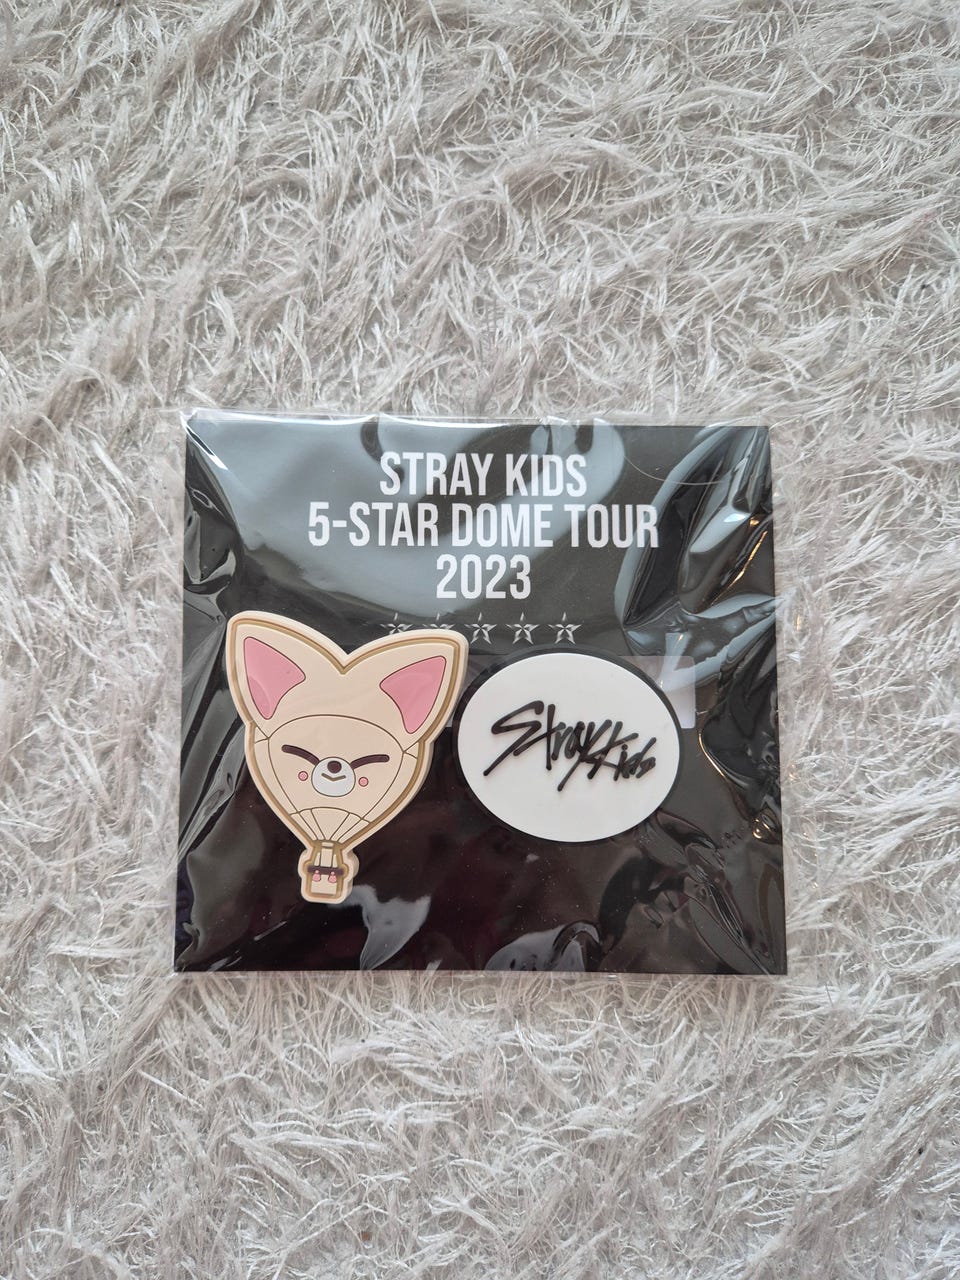 STRAY KIDS
5-STAR DOME TOUR
2023
Stray Kids